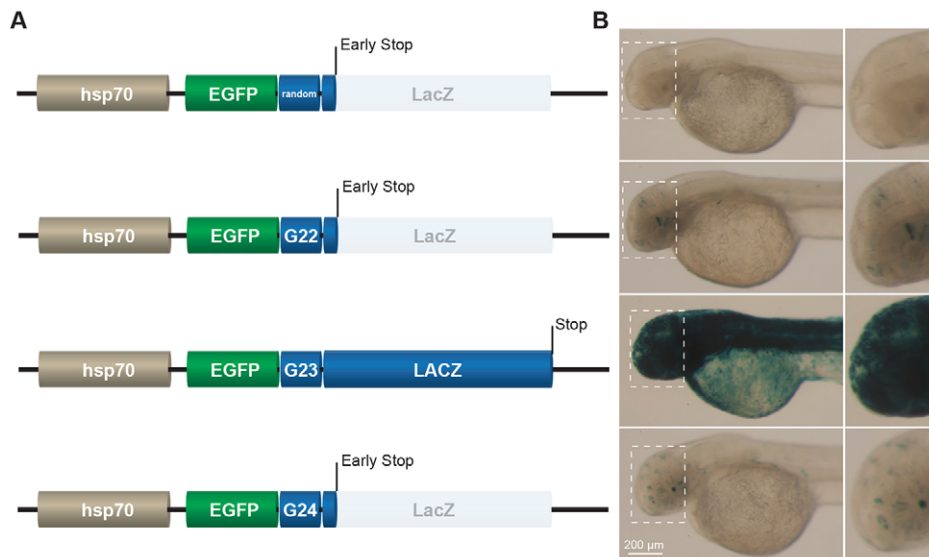 A
B
Early Stop
hsp70 EGFP random LacZ
Early Stop
hsp70 EGFP G22 LacZ
Stop
hsp70 EGFP G23 LACZ
Early Stop
hsp70 EGFP G24 LacZ
200 µm